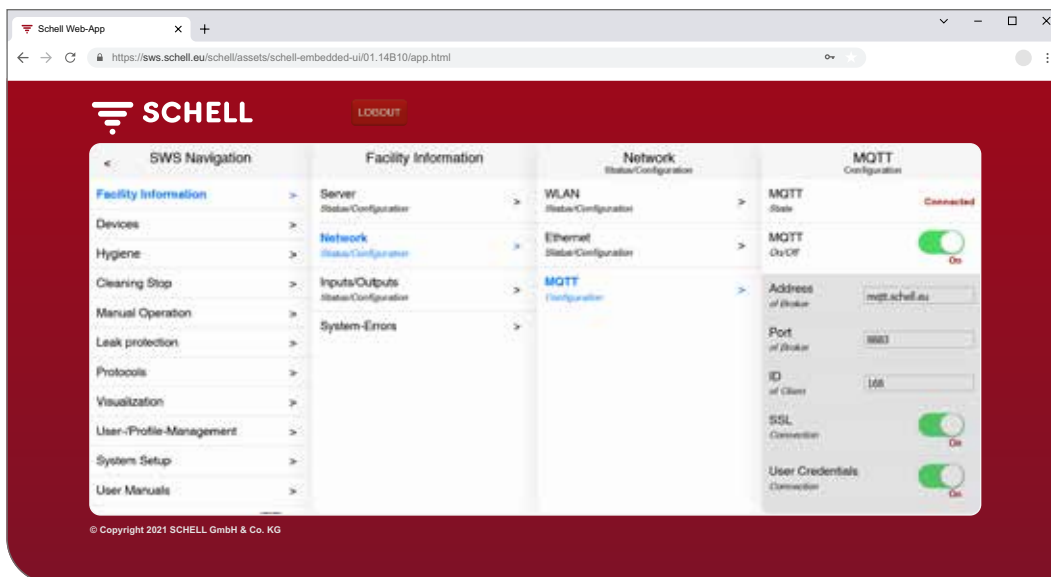 Schell Web-App
https://sws.schell.eu/schell/assets/schell-embedded-ui/01.14B10/app.html
SCHELL
LOGOUT
< SWS Navigation
Facility Information >
Devices >
Hygiene >
Cleaning Stop >
Manual Operation >
Leak protection >
Protocols >
Visualization >
User-/Profile-Management >
System Setup >
User Manuals >
Facility Information
Server >
Status/Configuration
Network >
Status/Configuration
Inputs/Outputs >
Status/Configuration
System-Errors >
Network
Status/Configuration
WLAN >
Status/Configuration
Ethernet >
Status/Configuration
MQTT >
Configuration
MQTT
Configuration
MQTT Connected
State
MQTT
On/Off On
Address mqtt.schell.eu
of Broker
Port
of Broker
ID 168
of Client
SSL
Connection On
User Credentials
Connection On
© Copyright 2021 SCHELL GmbH & Co. KG